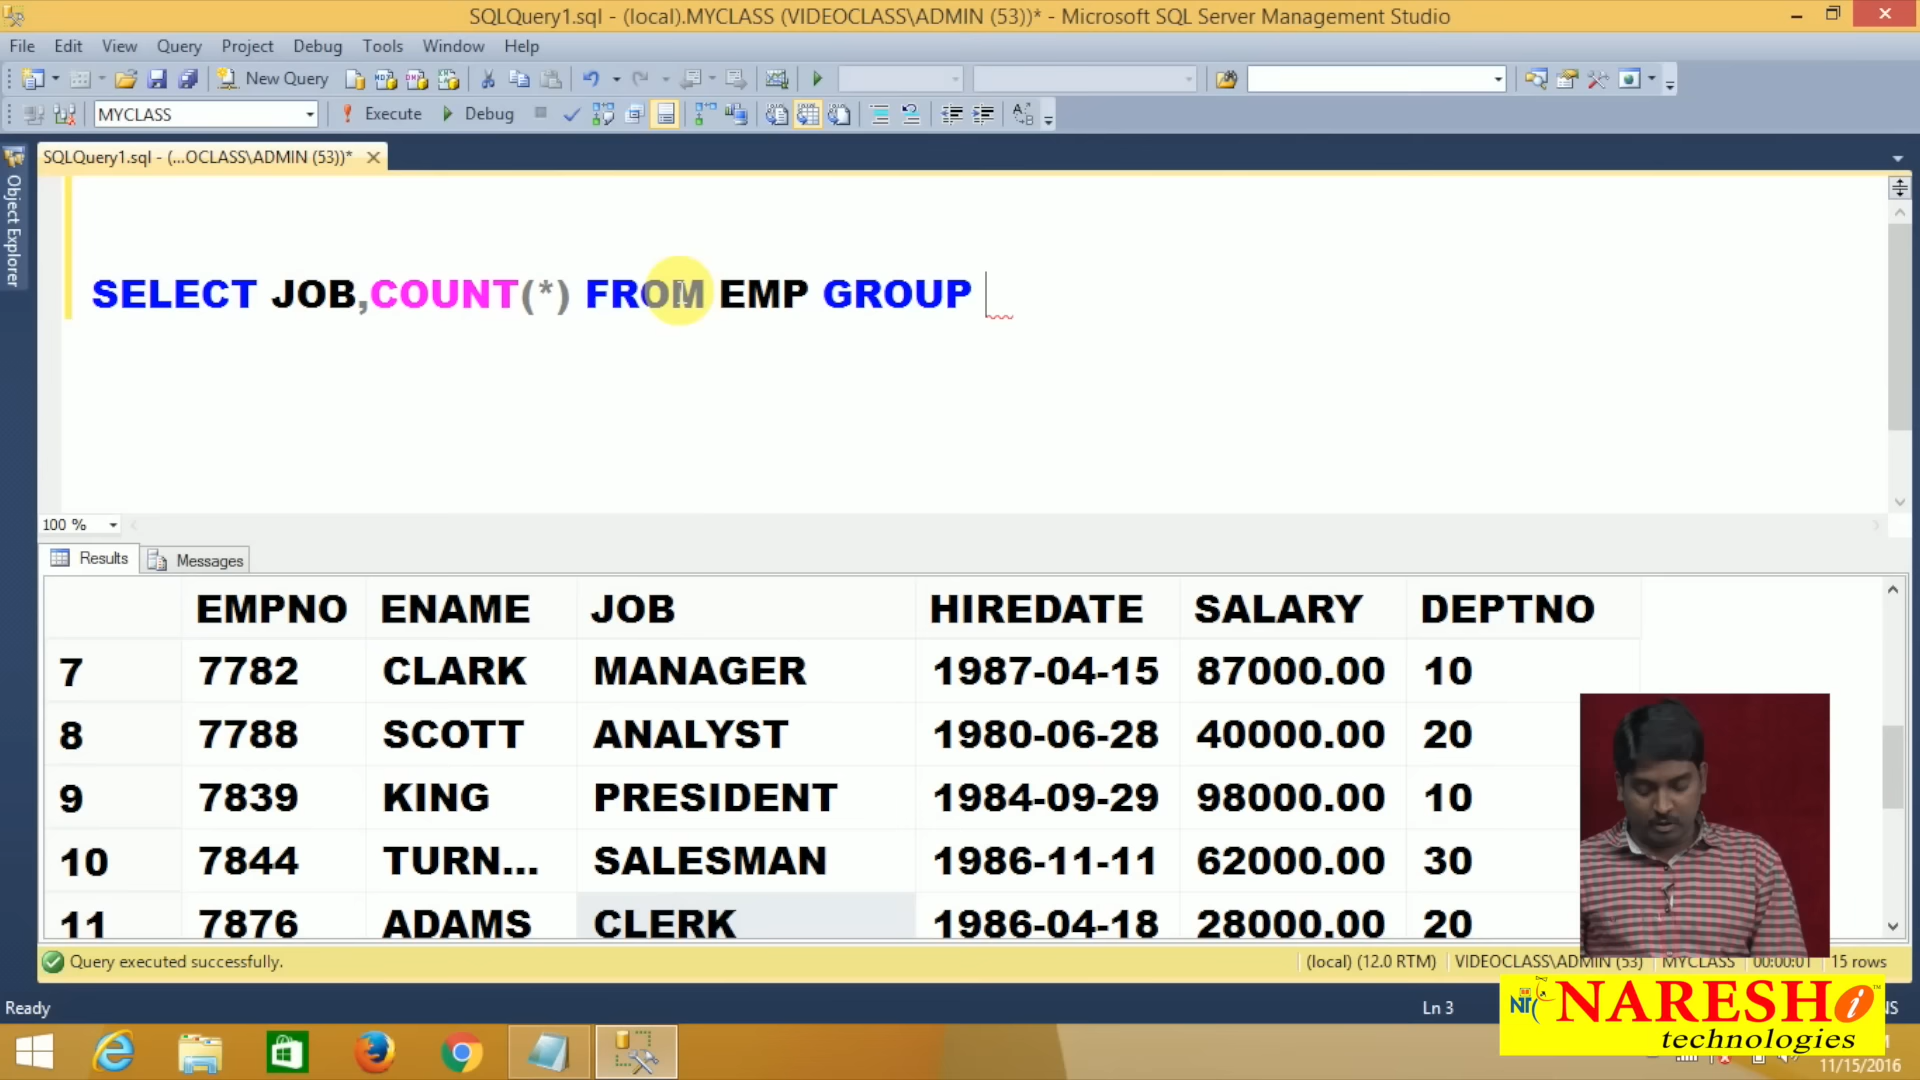 SQLQuery1.sql - (local).MYCLASS (VIDEOCLASS\ADMIN (53))* - Microsoft SQL Server Management Studio
File Edit View Query Project Debug Tools Window Help
New Query
MYCLASS Execute Debug
SQLQuery1.sql - (...OCLASS\ADMIN (53))*
Object Explorer
SELECT JOB,COUNT(*) FROM EMP GROUP
100 %
Results Messages
EMPNO ENAME JOB HIREDATE SALARY DEPTNO
7 7782 CLARK MANAGER 1987-04-15 87000.00 10
8 7788 SCOTT ANALYST 1980-06-28 40000.00 20
9 7839 KING PRESIDENT 1984-09-29 98000.00 10
10 7844 TURN... SALESMAN 1986-11-11 62000.00 30
11 7876 ADAMS CLERK 1986-04-18 28000.00 20
Query executed successfully. (local) (12.0 RTM) VIDEOCLASS\ADMIN (53) MYCLASS 00:00:01 15 rows
Ready Ln 3
NARESH i
technologies
11/15/2016